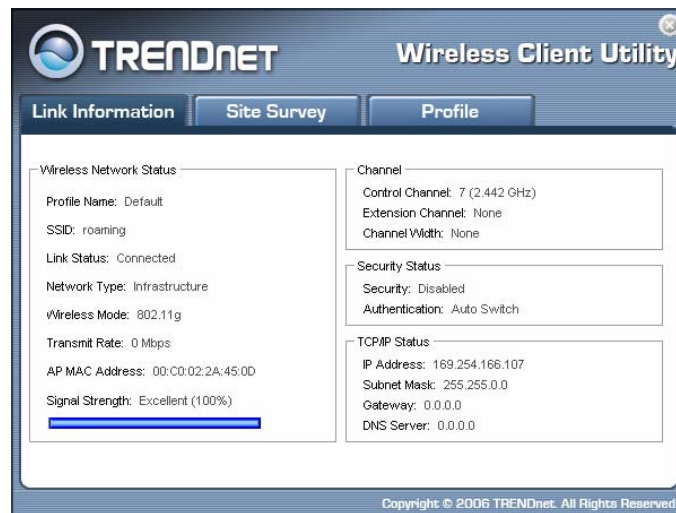 TRENDnet
Wireless Client Utility
Link Information
Site Survey
Profile
Wireless Network Status
Profile Name: Default
SSID: roaming
Link Status: Connected
Network Type: Infrastructure
Wireless Mode: 802.11g
Transmit Rate: 0 Mbps
AP MAC Address: 00:C0:02:2A:45:0D
Signal Strength: Excellent (100%)
Channel
Control Channel: 7 (2.442 GHz)
Extension Channel: None
Channel Width: None
Security Status
Security: Disabled
Authentication: Auto Switch
TCP/IP Status
IP Address: 169.254.166.107
Subnet Mask: 255.255.0.0
Gateway: 0.0.0.0
DNS Server: 0.0.0.0
Copyright © 2006 TRENDnet. All Rights Reserved